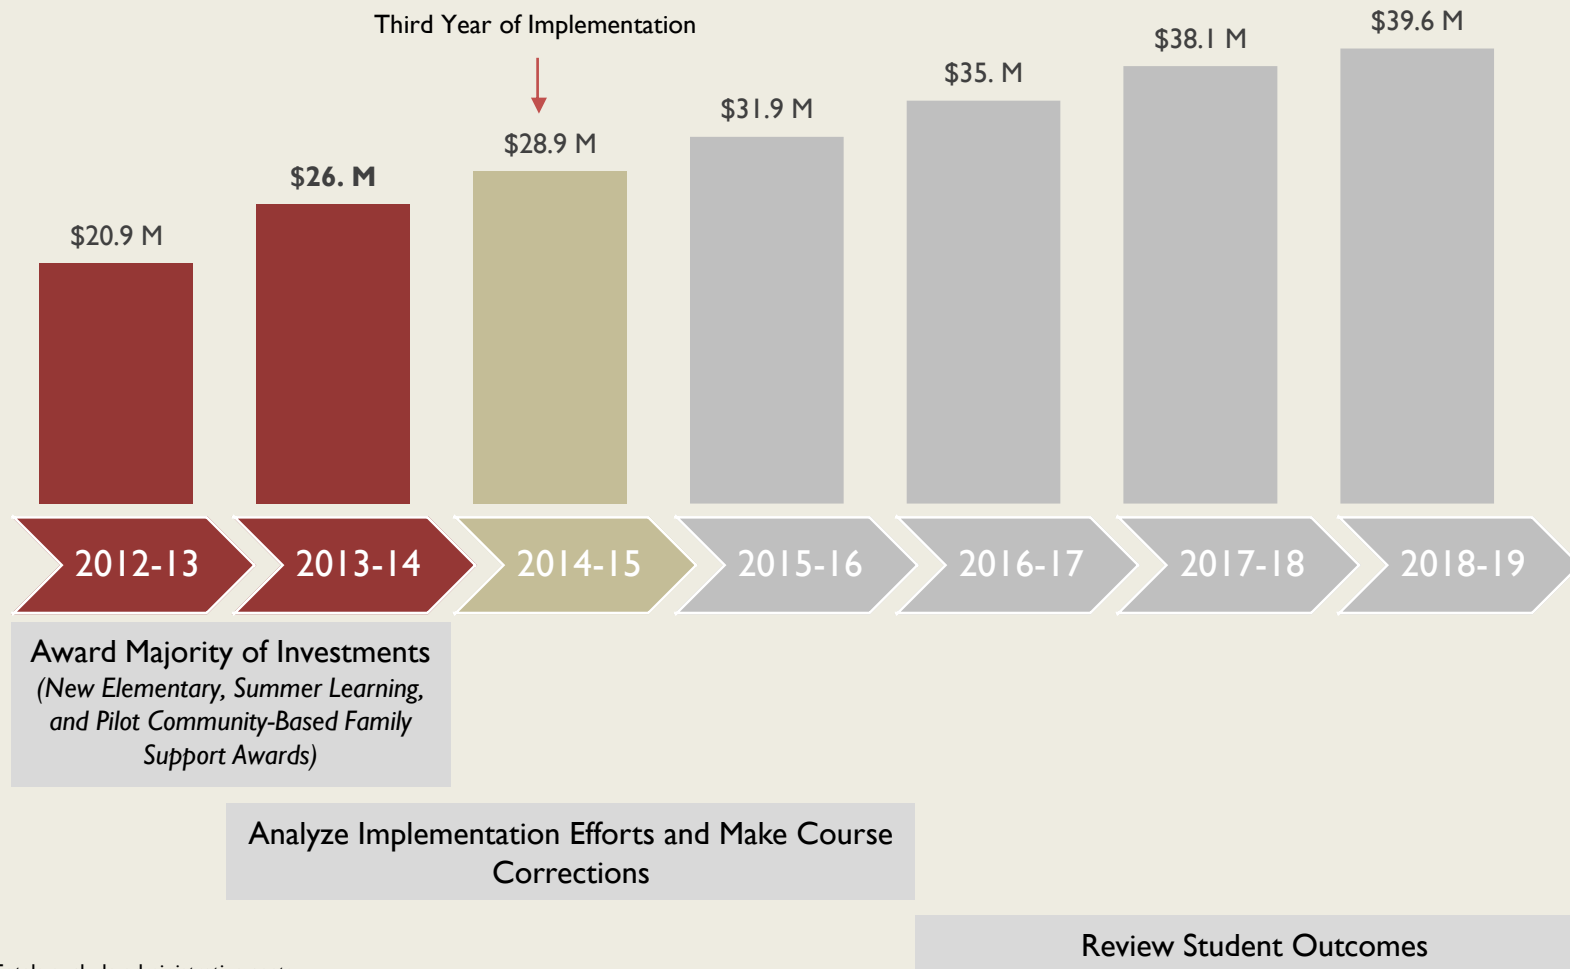 Third Year of Implementation
$20.9 M
$26. M
$28.9 M
$31.9 M
$35. M
$38.1 M
$39.6 M
2012-13
2013-14
2014-15
2015-16
2016-17
2017-18
2018-19
Award Majority of Investments
(New Elementary, Summer Learning,
and Pilot Community-Based Family
Support Awards)
Analyze Implementation Efforts and Make Course
Corrections
Review Student Outcomes